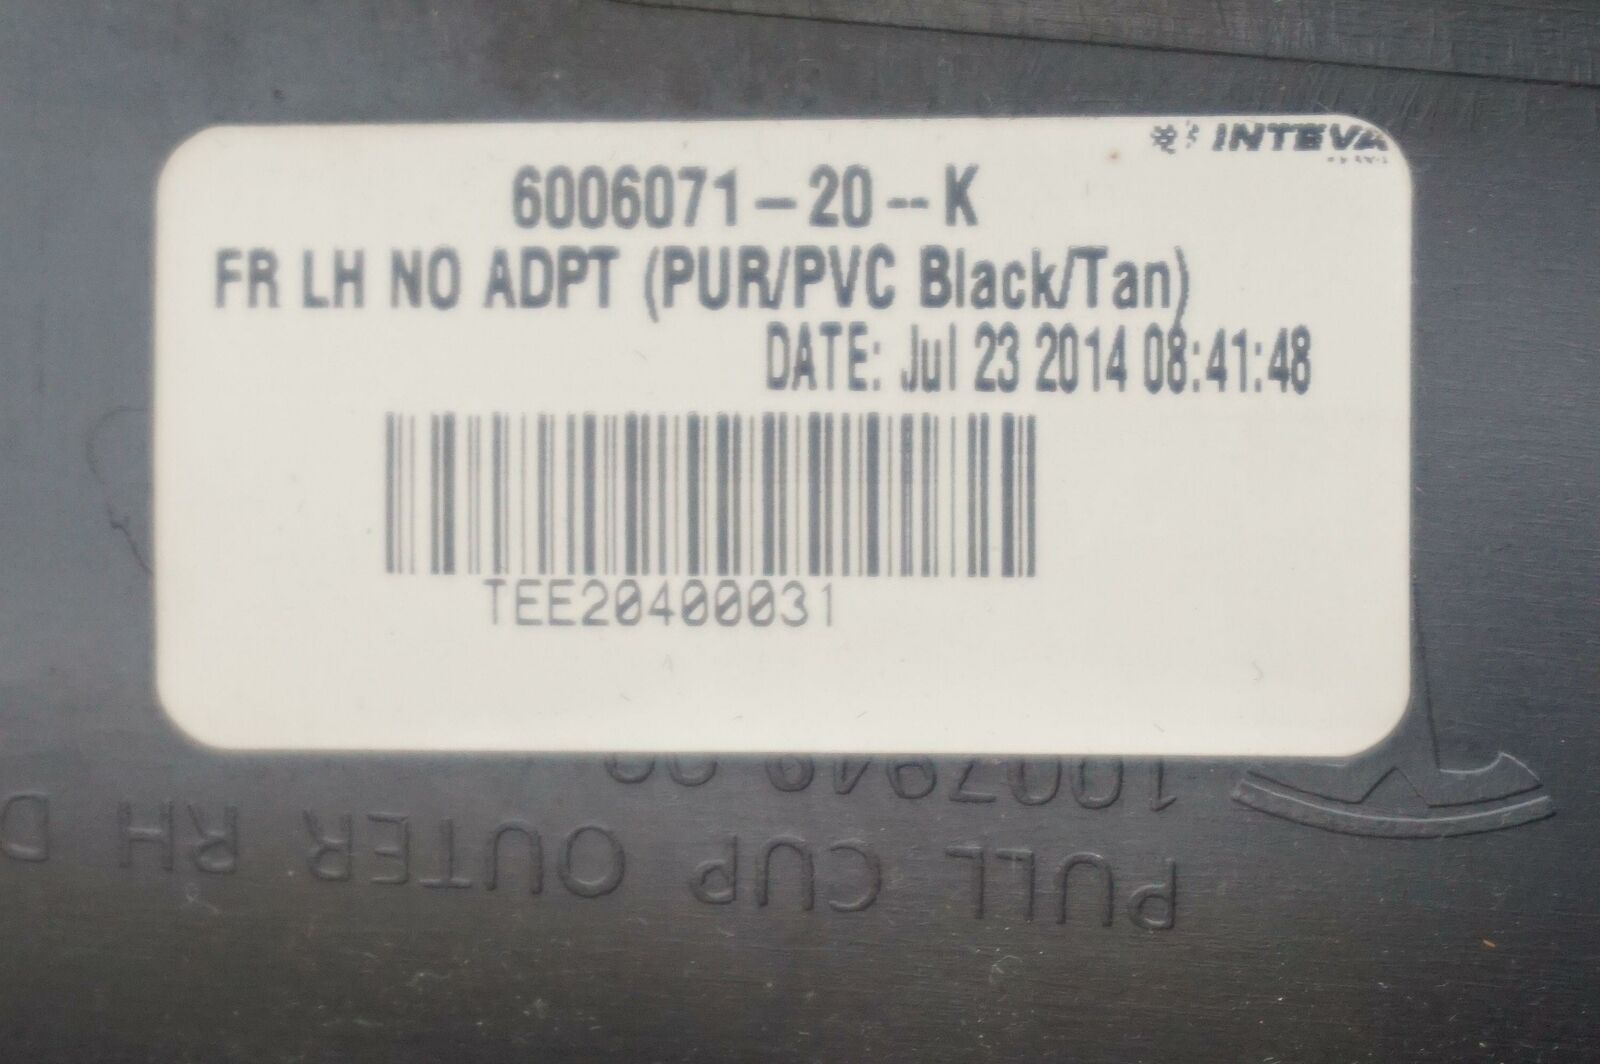 INTEVA
6006071-20--K
FR LH NO ADPT (PUR/PVC Black/Tan)
DATE: Jul 23 2014 08:41:48
TEE20400031
PULL CUP OUTER RH D
1007949